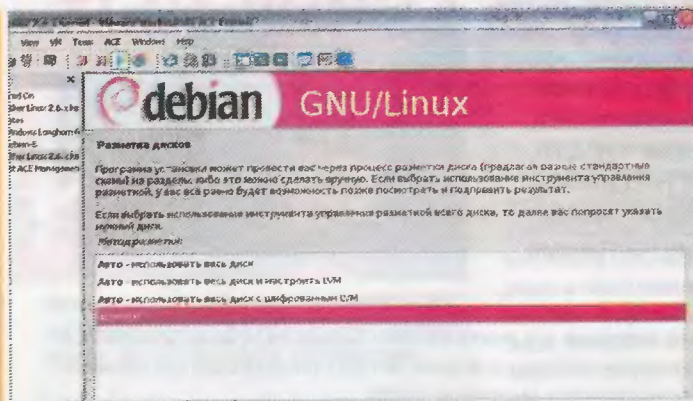 View VM Team ACE Windows Help
debian GNU/Linux
Разметка дисков
Программа установки может провести вас через процесс разметки диска (предлагая разные стандартные
схемы) на разделы, либо это можно сделать вручную. Если выбрать использование инструмента управления
разметкой, у вас всё равно будет возможность позже посмотреть и подправить результат.
Если выбрать использование инструмента управления разметкой всего диска, то далее вас попросят указать
нужный диск.
Метод разметки:
Авто - использовать весь диск
Авто - использовать весь диск и настроить LVM
Авто - использовать весь диск с шифрованным LVM